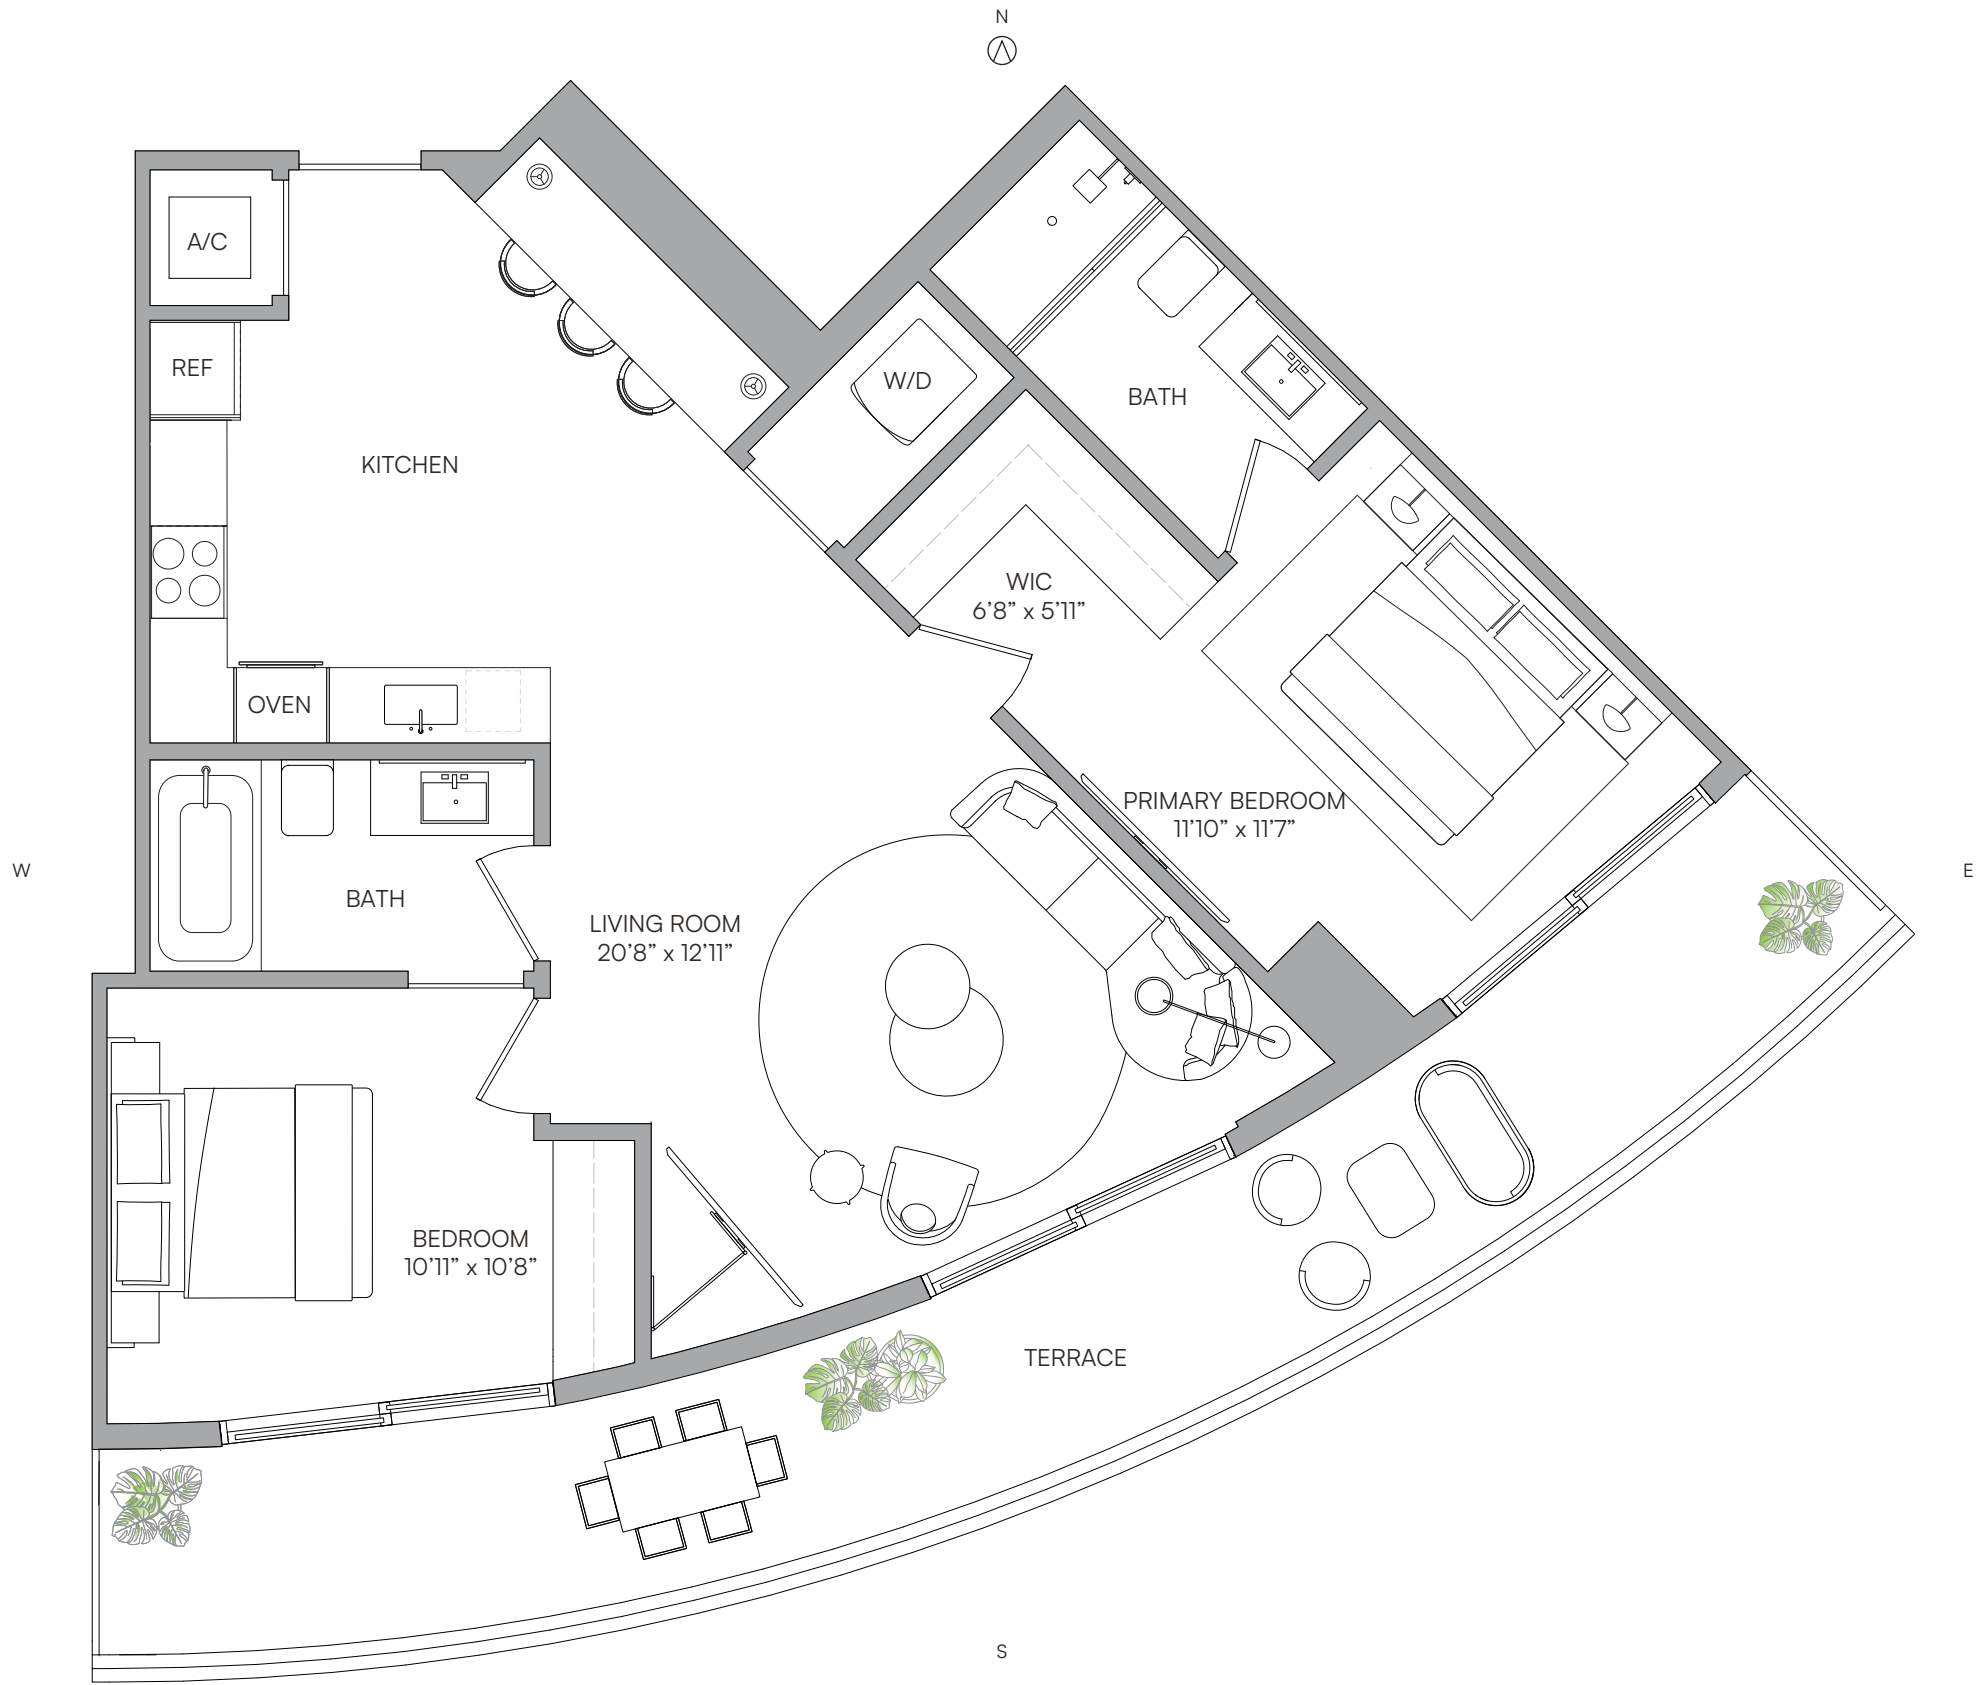 N
A/C
REF
W/D
BATH
KITCHEN
WIC
6'8" x 5'11"
OVEN
PRIMARY BEDROOM
11'10" x 11'7"
W
E
BATH
LIVING ROOM
20'8" x 12'11"
BEDROOM
10'11" x 10'8"
TERRACE
S